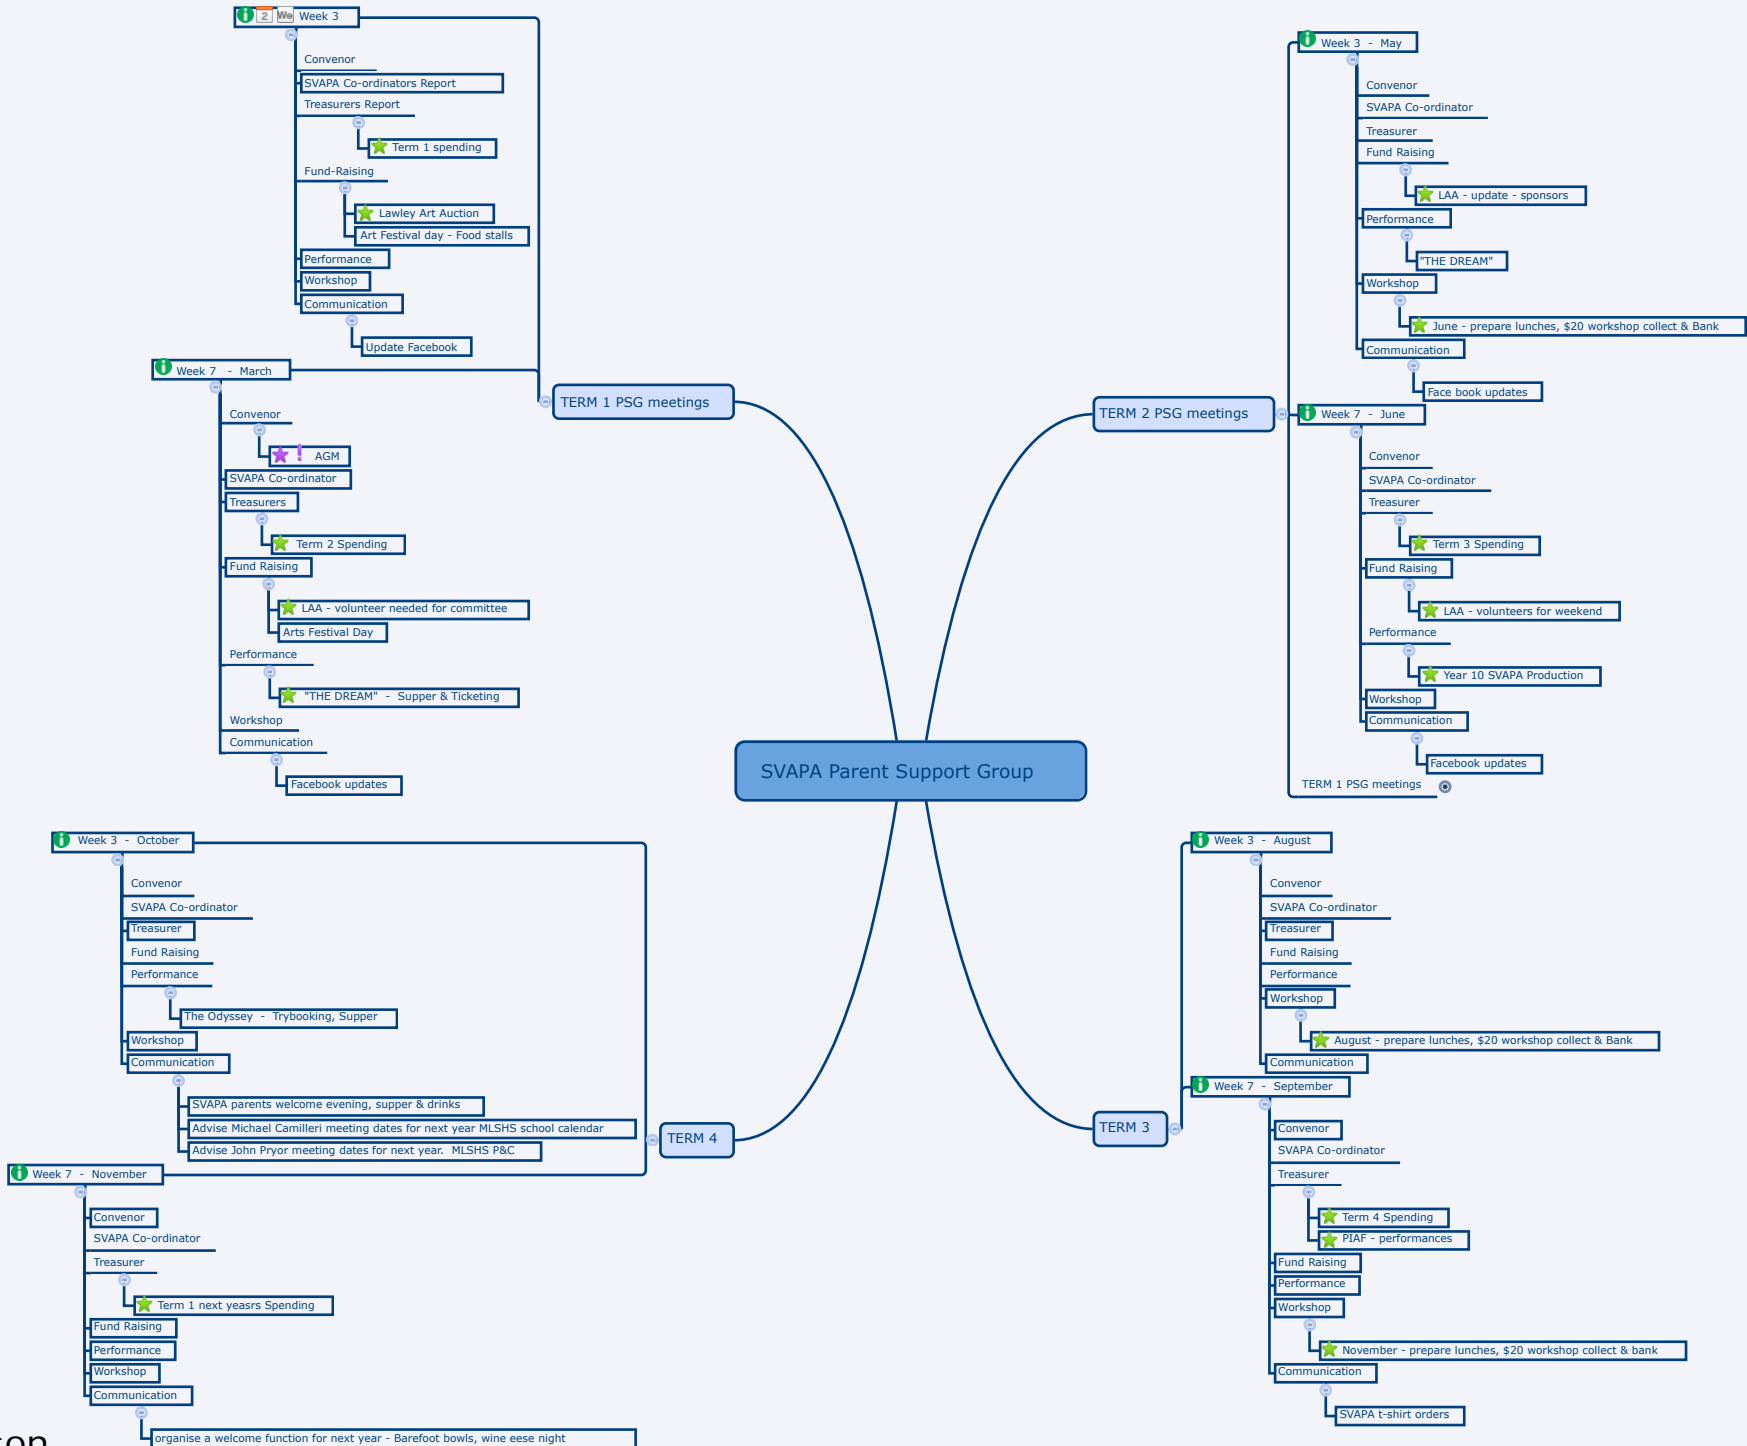 SVAPA Parent Support Group
TERM 1 PSG meetings
2 We Week 3
Convenor
SVAPA Co-ordinators Report
Treasurers Report
Term 1 spending
Fund-Raising
Lawley Art Auction
Art Festival day - Food stalls
Performance
Workshop
Communication
Update Facebook
Week 7 - March
Convenor
! AGM
SVAPA Co-ordinator
Treasurers
Term 2 Spending
Fund Raising
LAA - volunteer needed for committee
Arts Festival Day
Performance
"THE DREAM" - Supper & Ticketing
Workshop
Communication
Facebook updates
TERM 2 PSG meetings
Week 3 - May
Convenor
SVAPA Co-ordinator
Treasurer
Fund Raising
LAA - update - sponsors
Performance
"THE DREAM"
Workshop
June - prepare lunches, $20 workshop collect & Bank
Communication
Face book updates
Week 7 - June
Convenor
SVAPA Co-ordinator
Treasurer
Term 3 Spending
Fund Raising
LAA - volunteers for weekend
Performance
Year 10 SVAPA Production
Workshop
Communication
Facebook updates
TERM 1 PSG meetings
TERM 3
Week 3 - August
Convenor
SVAPA Co-ordinator
Treasurer
Fund Raising
Performance
Workshop
August - prepare lunches, $20 workshop collect & Bank
Communication
Week 7 - September
Convenor
SVAPA Co-ordinator
Treasurer
Term 4 Spending
PIAF - performances
Fund Raising
Performance
Workshop
November - prepare lunches, $20 workshop collect & bank
Communication
SVAPA t-shirt orders
TERM 4
Week 3 - October
Convenor
SVAPA Co-ordinator
Treasurer
Fund Raising
Performance
The Odyssey - Trybooking, Supper
Workshop
Communication
SVAPA parents welcome evening, supper & drinks
Advise Michael Camilleri meeting dates for next year MLSHS school calendar
Advise John Pryor meeting dates for next year. MLSHS P&C
Week 7 - November
Convenor
SVAPA Co-ordinator
Treasurer
Term 1 next yeasrs Spending
Fund Raising
Performance
Workshop
Communication
organise a welcome function for next year - Barefoot bowls, wine eese night